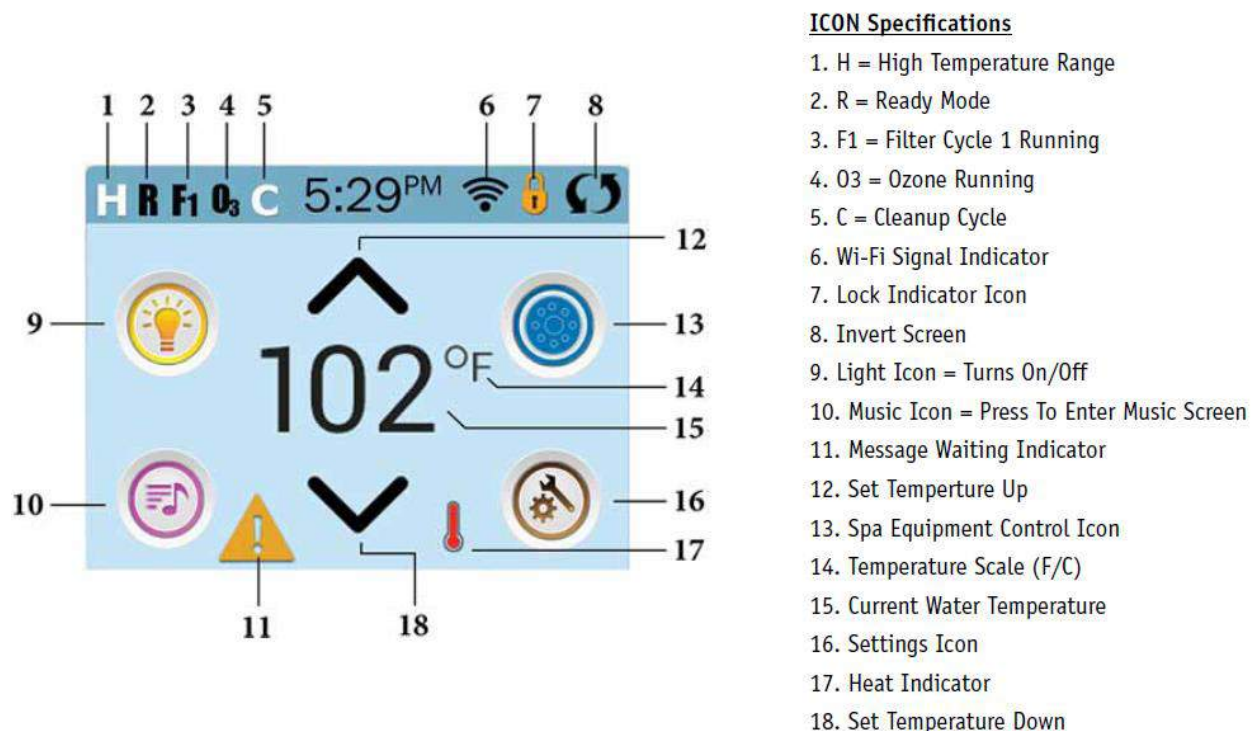 ICON Specifications
1. H = High Temperature Range
2. R = Ready Mode
3. F1 = Filter Cycle 1 Running
4. O3 = Ozone Running
5. C = Cleanup Cycle
6. Wi-Fi Signal Indicator
7. Lock Indicator Icon
8. Invert Screen
9. Light Icon = Turns On/Off
10. Music Icon = Press To Enter Music Screen
11. Message Waiting Indicator
12. Set Temperture Up
13. Spa Equipment Control Icon
14. Temperature Scale (F/C)
15. Current Water Temperature
16. Settings Icon
17. Heat Indicator
18. Set Temperature Down
1 2 3 4 5 6 7 8
H R F1 O3 C 5:29PM
12
9 13
102°F 14
15
10 16
17
11 18